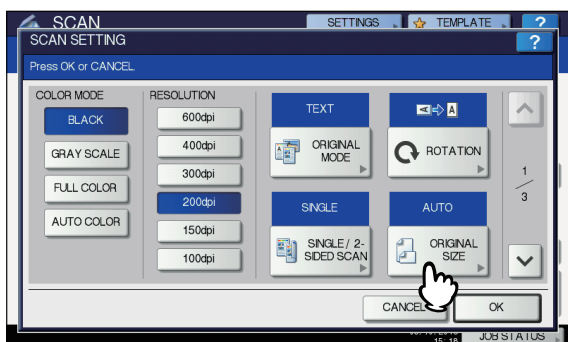 SCAN
SETTINGS
TEMPLATE
?
SCAN SETTING
?
Press OK or CANCEL
COLOR MODE
BLACK
GRAY SCALE
FULL COLOR
AUTO COLOR
RESOLUTION
600dpi
400dpi
300dpi
200dpi
150dpi
100dpi
TEXT
ORIGINAL
MODE
A A
ROTATION
SINGLE
SINGLE / 2-
SIDED SCAN
AUTO
ORIGINAL
SIZE
1
3
CANCEL
OK
15:18
JOB STATUS